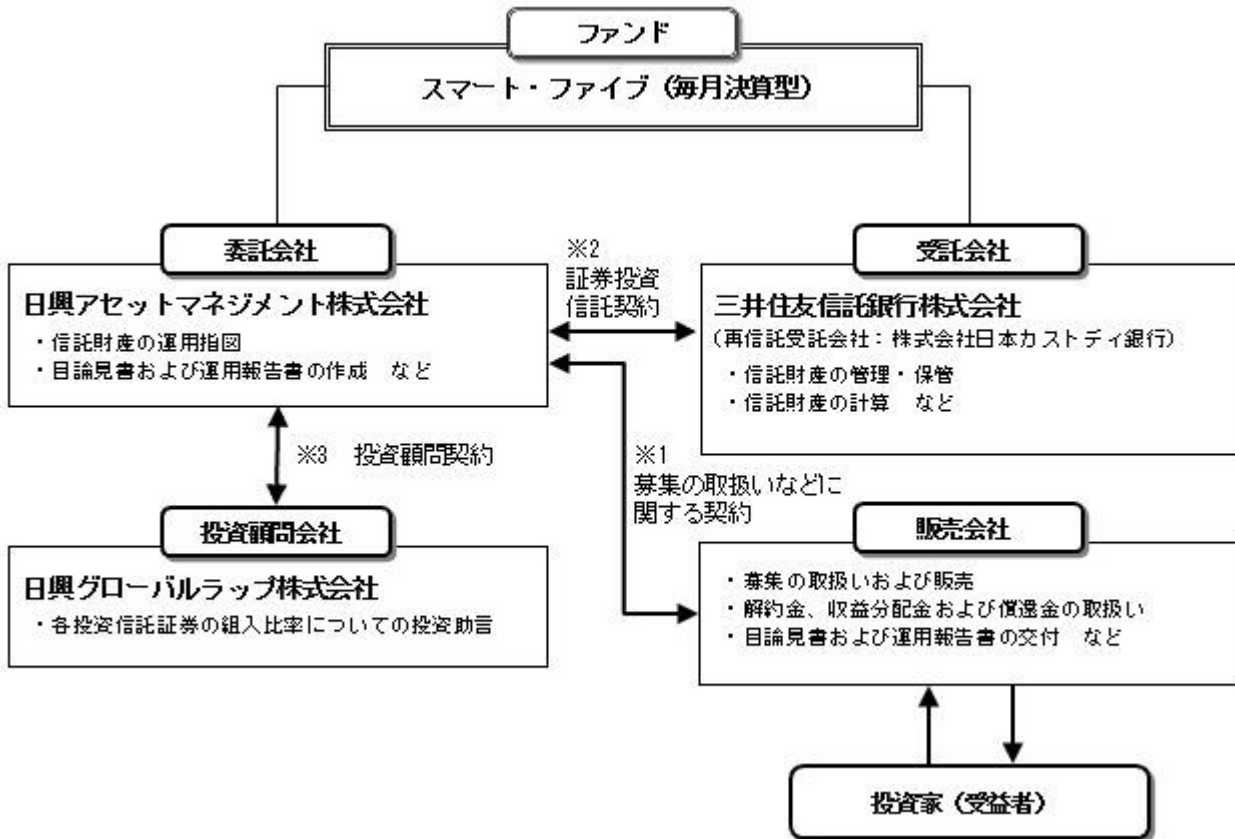 ファンド
スマート・ファイブ（毎月決算型）
委託会社
日興アセットマネジメント株式会社
・信託財産の運用指図
・目論見書および運用報告書の作成　など
※2
証券投資
信託契約
受託会社
三井住友信託銀行株式会社
（再信託受託会社：株式会社日本カストディ銀行）
・信託財産の管理・保管
・信託財産の計算　など
※3　投資顧問契約
※1
募集の取扱いなどに
関する契約
投資顧問会社
日興グローバルラップ株式会社
・各投資信託証券の組入比率についての投資助言
販売会社
・募集の取扱いおよび販売
・解約金、収益分配金および償還金の取扱い
・目論見書および運用報告書の交付　など
投資家（受益者）